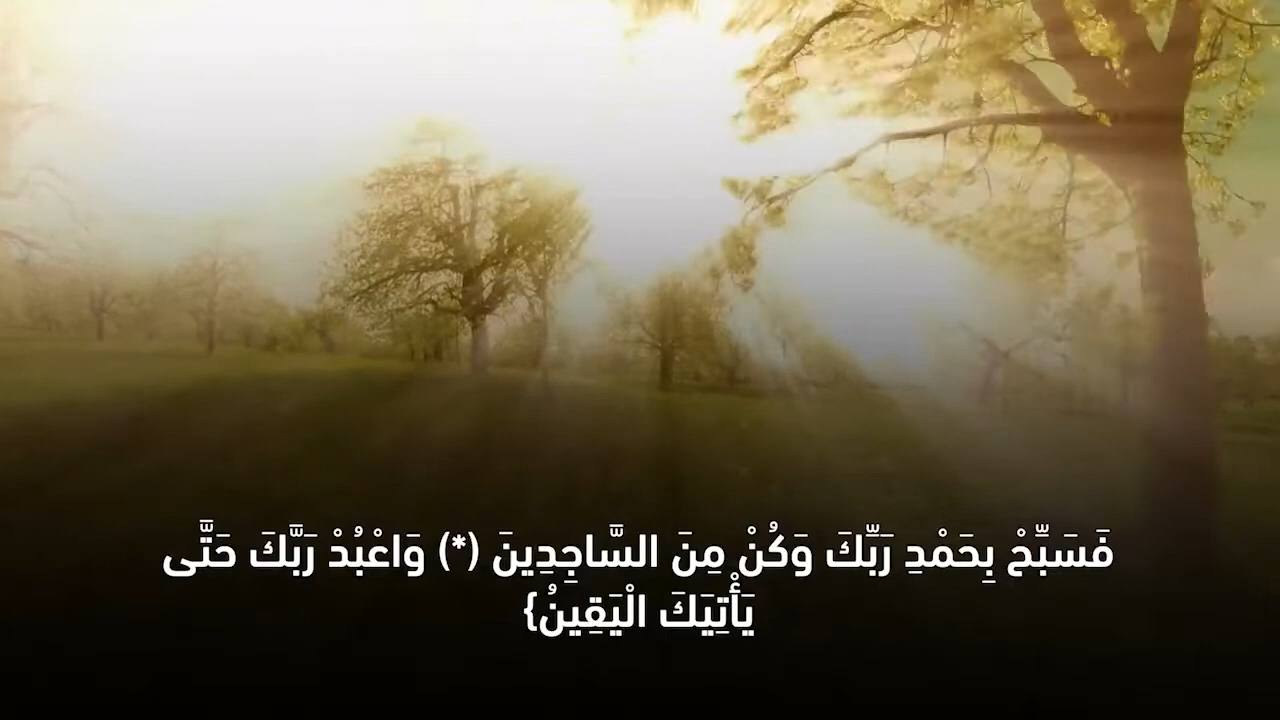 فَسَبِّحْ بِحَمْدِ رَبِّكَ وَكُنْ مِنَ السَّاجِدِينَ (*) وَاعْبُدْ رَبَّكَ حَتَّى
يَأْتِيَكَ الْيَقِينُ}